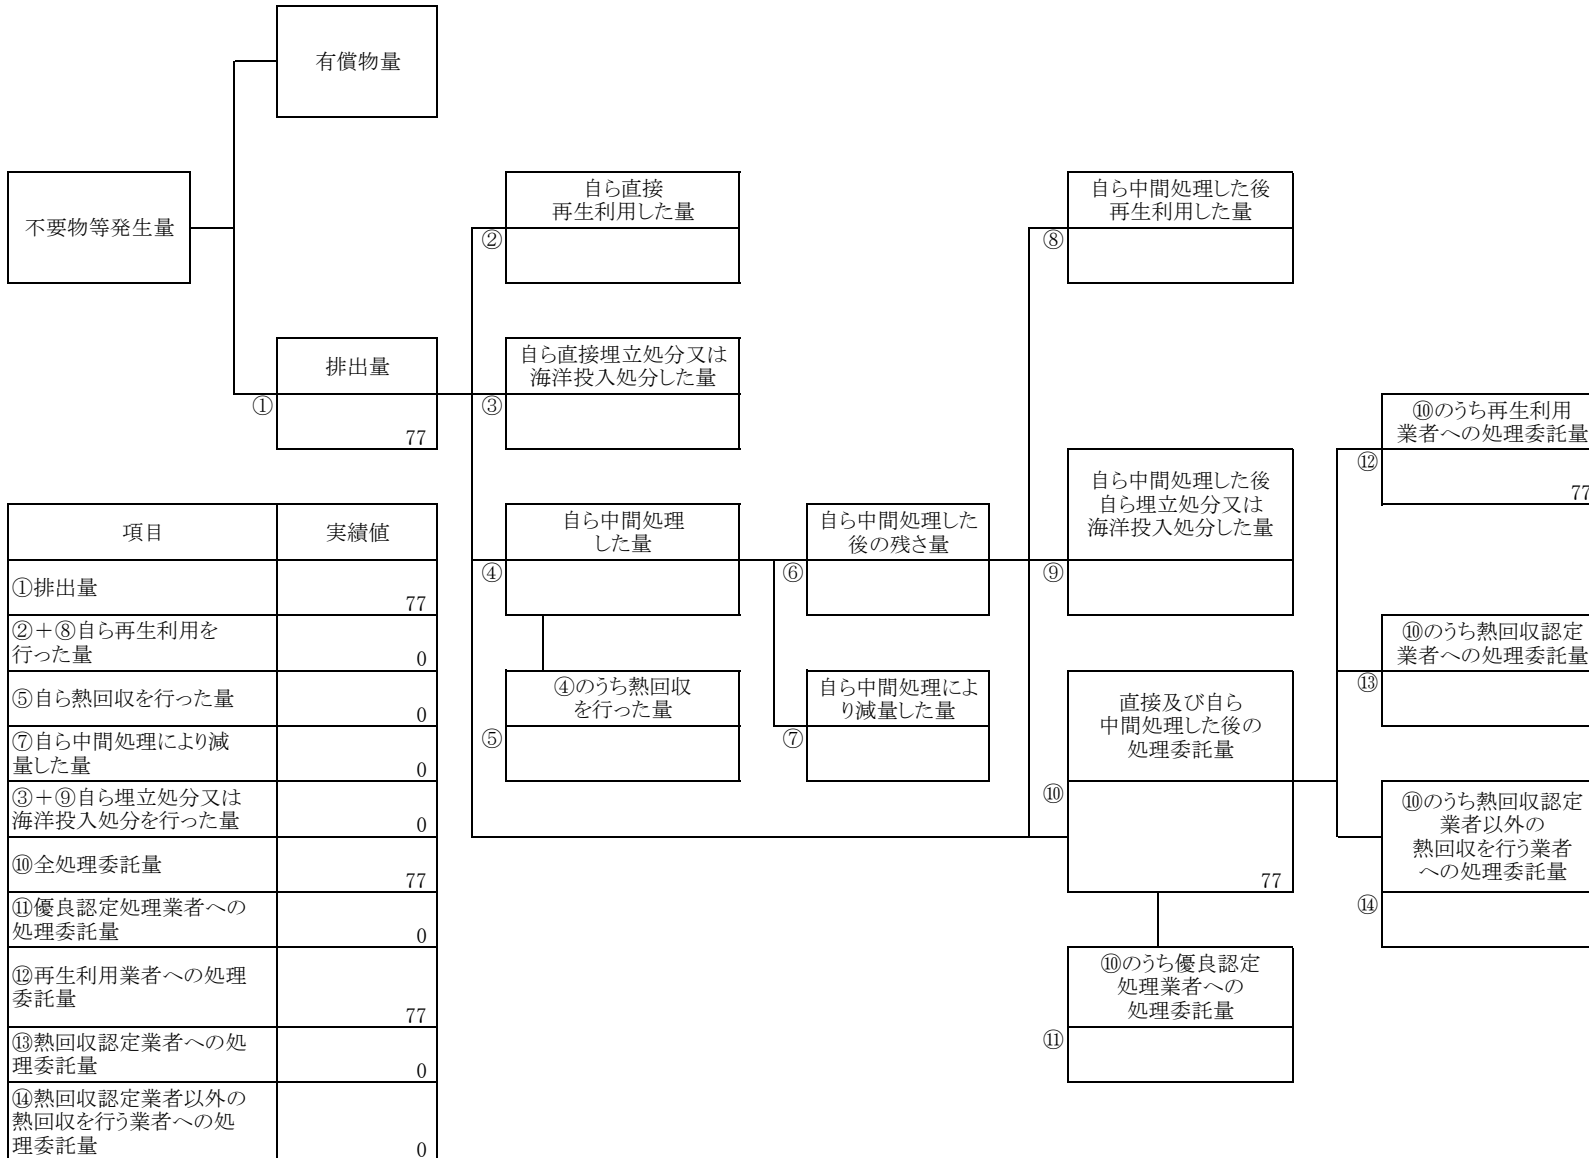 有償物量
不要物等発生量
自ら直接
再生利用した量
②
自ら中間処理した後
再生利用した量
⑧
排出量
①
77
自ら直接埋立処分又は
海洋投入処分した量
③
⑩のうち再生利用
業者への処理委託量
⑫
77
自ら中間処理
した量
④
自ら中間処理した
後の残さ量
⑥
自ら中間処理した後
自ら埋立処分又は
海洋投入処分した量
⑨
⑩のうち熱回収認定
業者への処理委託量
⑬
④のうち熱回収
を行った量
⑤
自ら中間処理によ
り減量した量
⑦
直接及び自ら
中間処理した後の
処理委託量
⑩
77
⑩のうち熱回収認定
業者以外の
熱回収を行う業者
への処理委託量
⑭
⑩のうち優良認定
処理業者への
処理委託量
⑪
項目
実績値
①排出量
77
②+⑧自ら再生利用を
行った量
0
⑤自ら熱回収を行った量
0
⑦自ら中間処理により減
量した量
0
③+⑨自ら埋立処分又は
海洋投入処分を行った量
0
⑩全処理委託量
77
⑪優良認定処理業者への
処理委託量
0
⑫再生利用業者への処理
委託量
77
⑬熱回収認定業者への処
理委託量
0
⑭熱回収認定業者以外の
熱回収を行う業者への処
理委託量
0